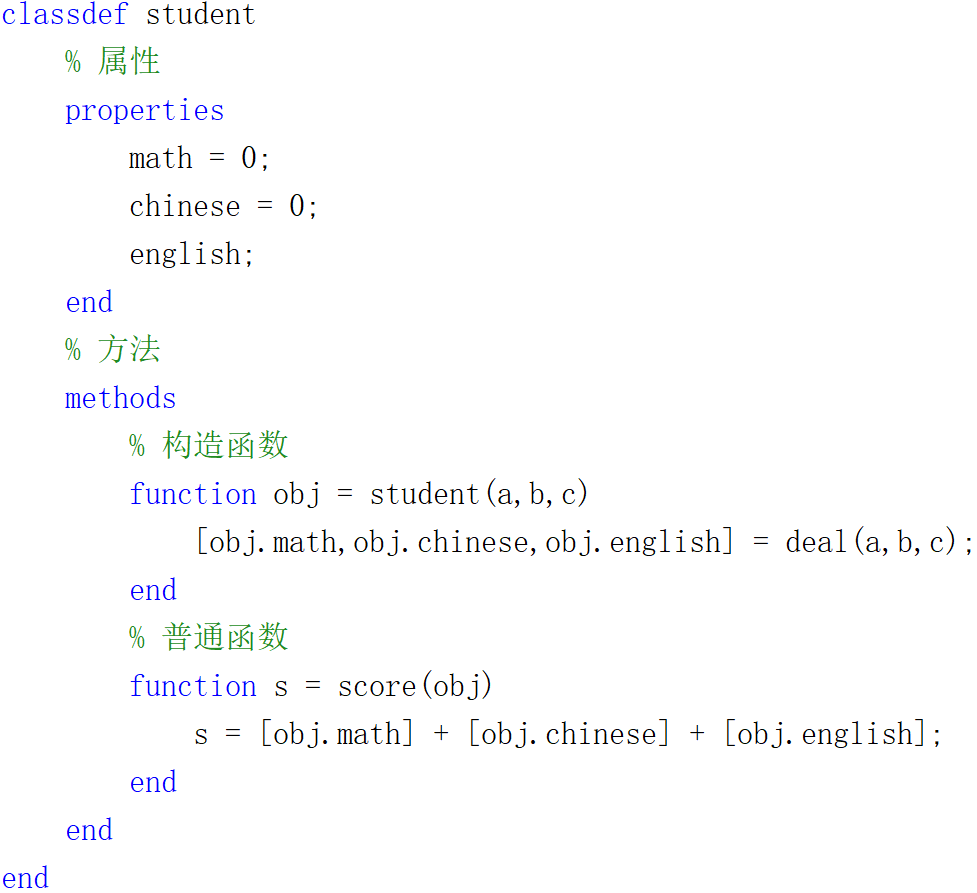 classdef student
    % 属性
    properties
        math = 0;
        chinese = 0;
        english;
    end
    % 方法
    methods
        % 构造函数
        function obj = student(a,b,c)
            [obj.math,obj.chinese,obj.english] = deal(a,b,c);
        end
        % 普通函数
        function s = score(obj)
            s = [obj.math] + [obj.chinese] + [obj.english];
        end
    end
end